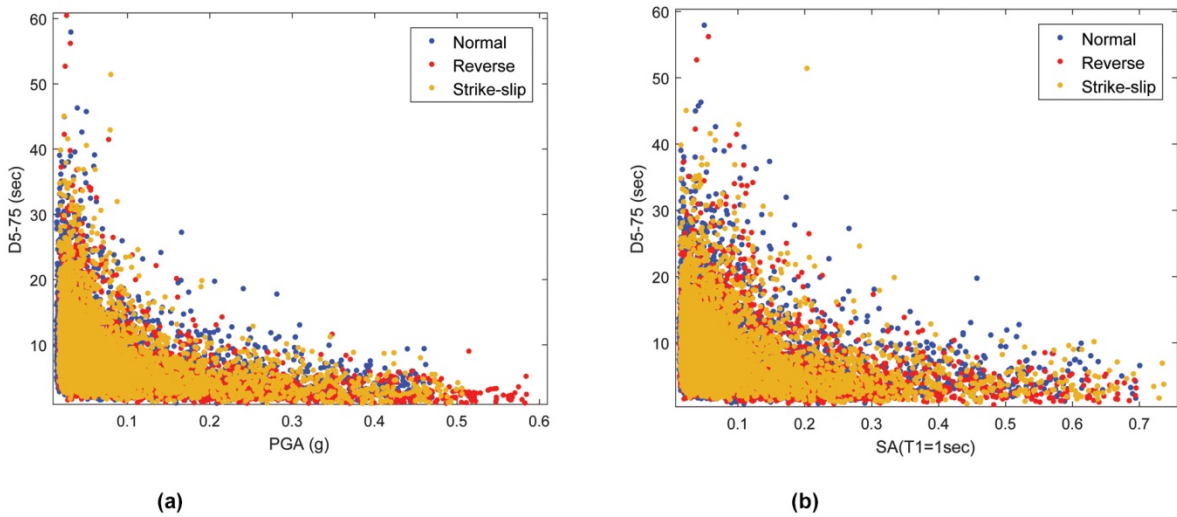 60
50
40
30
20
10
D5-75 (sec)
Normal
Reverse
Strike-slip
0.1 0.2 0.3 0.4 0.5 0.6
PGA (g)
(a)
60
50
40
30
20
10
D5-75 (sec)
Normal
Reverse
Strike-slip
0.1 0.2 0.3 0.4 0.5 0.6 0.7
SA(T1=1sec)
(b)